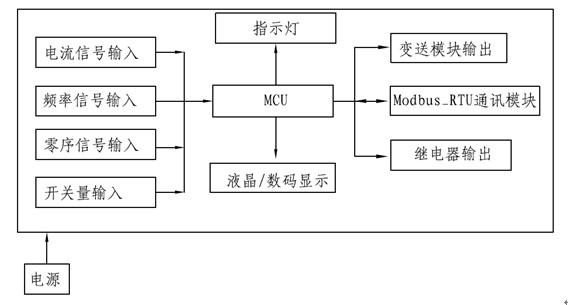 指示灯
电流信号输入
变送模块输出
频率信号输入
MCU
Modbus_RTU通讯模块
零序信号输入
继电器输出
液晶/数码显示
开关量输入
电源